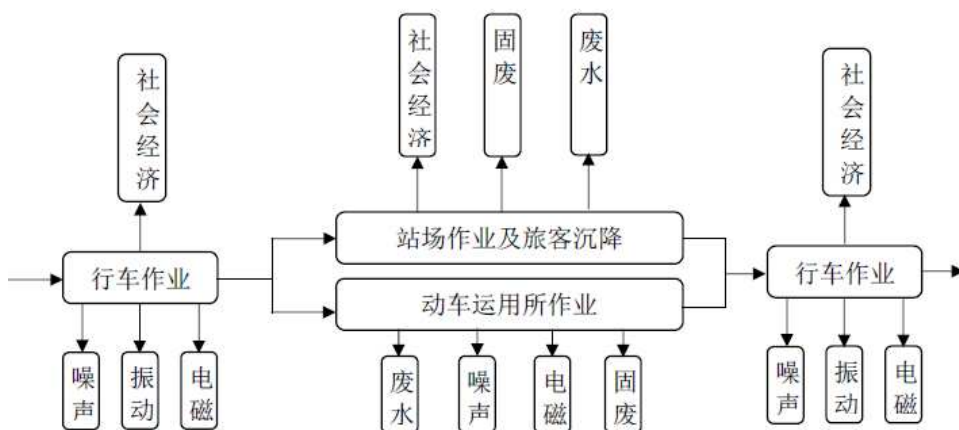 社会经济
固废
废水
社会经济
社会经济
站场作业及旅客沉降
行车作业
动车运用所作业
行车作业
噪声
振动
电磁
废水
噪声
电磁
固废
噪声
振动
电磁